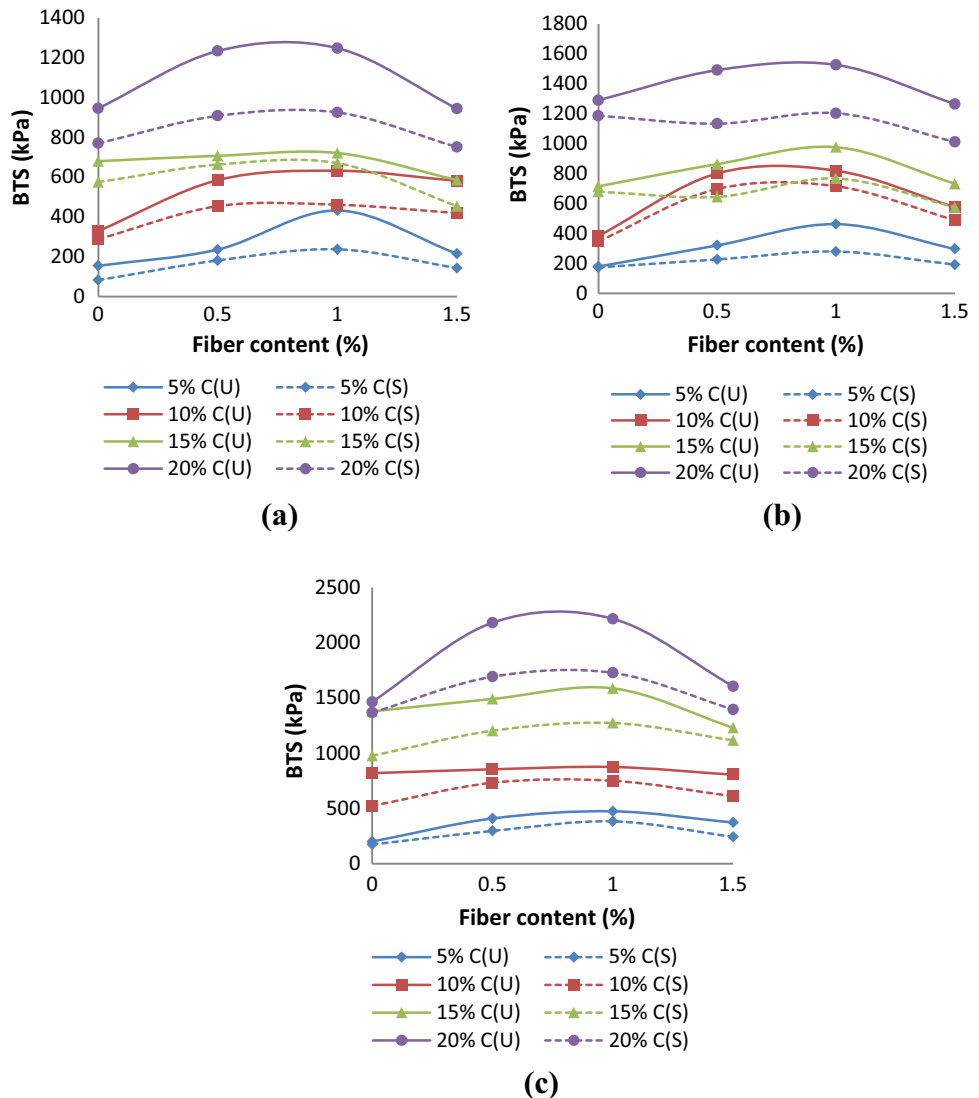 1400
1200
1000
800
600
400
200
0
BTS (kPa)
0 0.5 1 1.5
Fiber content (%)
5% C(U) 5% C(S)
10% C(U) 10% C(S)
15% C(U) 15% C(S)
20% C(U) 20% C(S)
(a)
1800
1600
1400
1200
1000
800
600
400
200
0
BTS (kPa)
0 0.5 1 1.5
Fiber content (%)
5% C(U) 5% C(S)
10% C(U) 10% C(S)
15% C(U) 15% C(S)
20% C(U) 20% C(S)
(b)
2500
2000
1500
1000
500
0
BTS (kPa)
0 0.5 1 1.5
Fiber content (%)
5% C(U) 5% C(S)
10% C(U) 10% C(S)
15% C(U) 15% C(S)
20% C(U) 20% C(S)
(c)